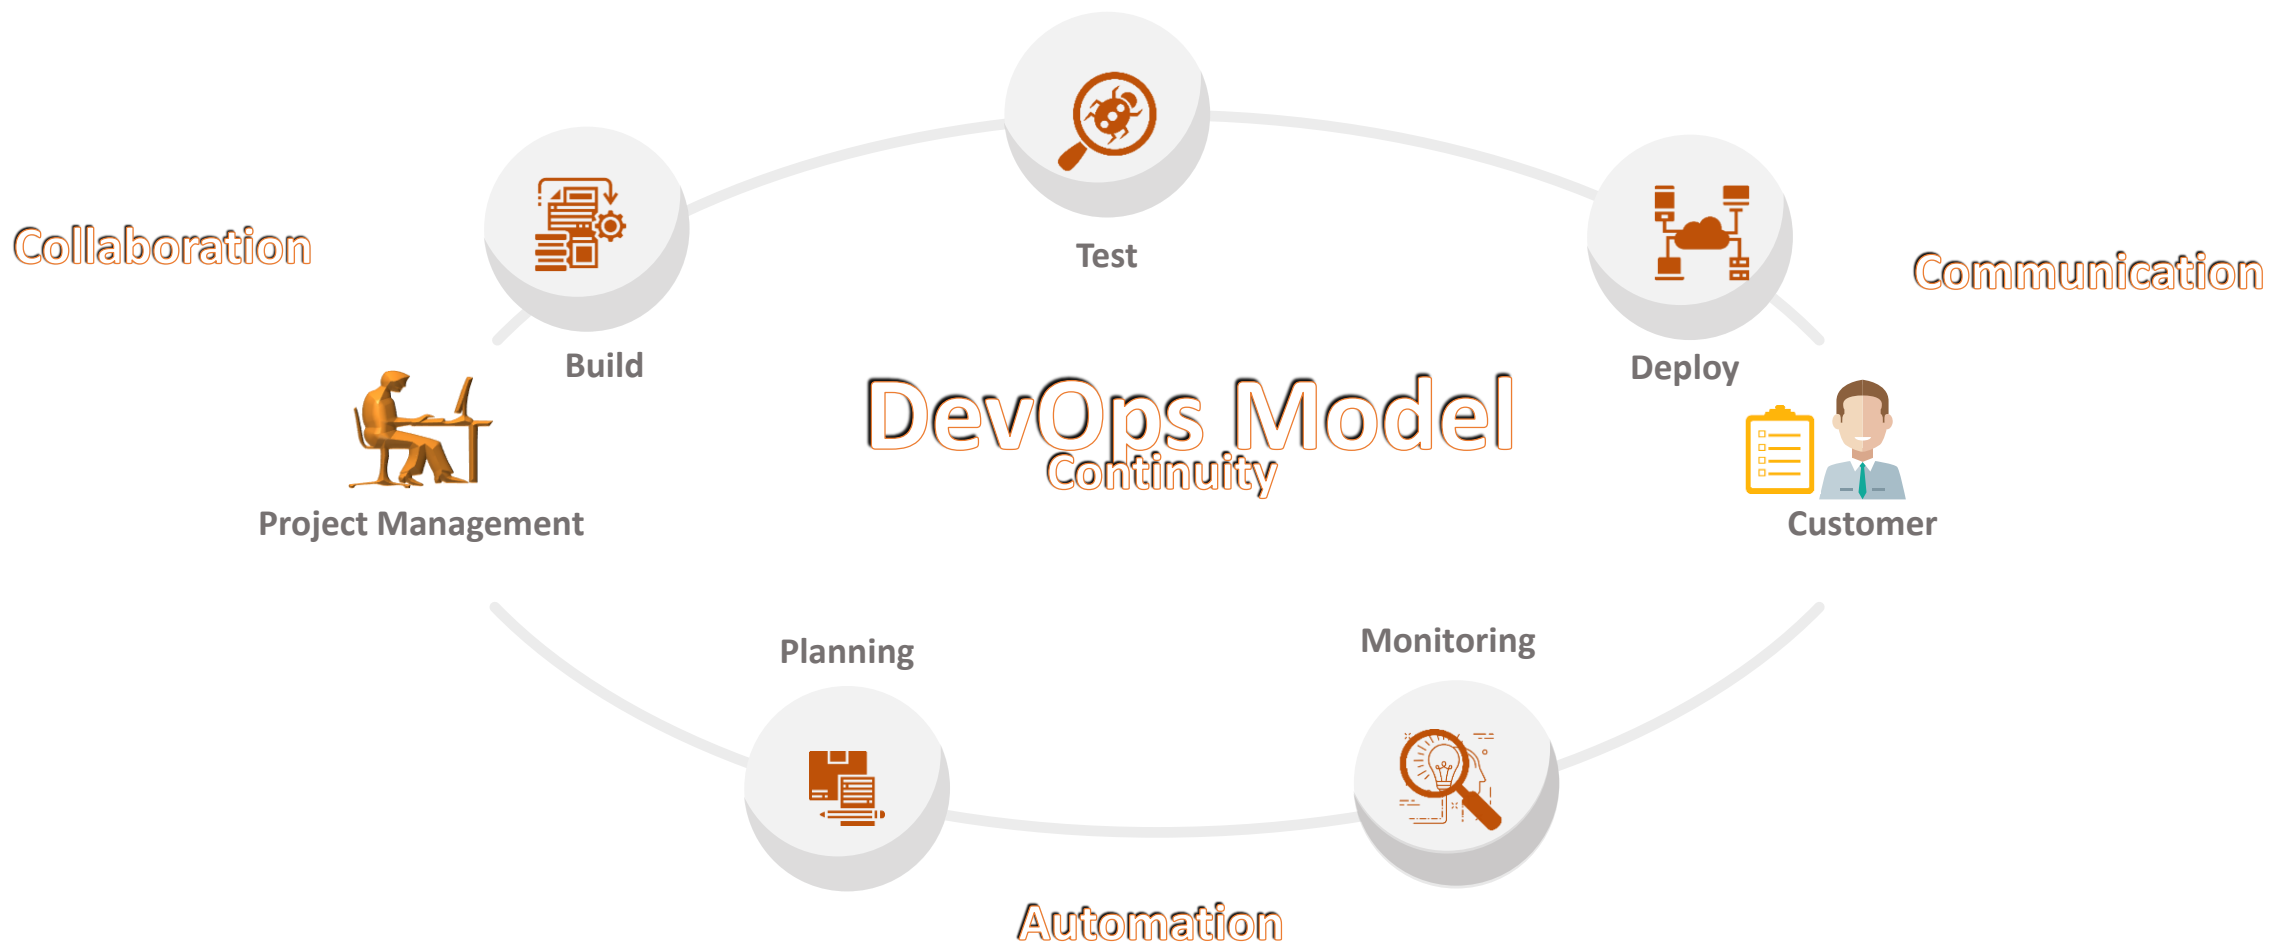 Test
Collaboration
Communication
Build
Deploy
DevOps Model
Continuity
Project Management
Customer
Planning
Monitoring
Automation